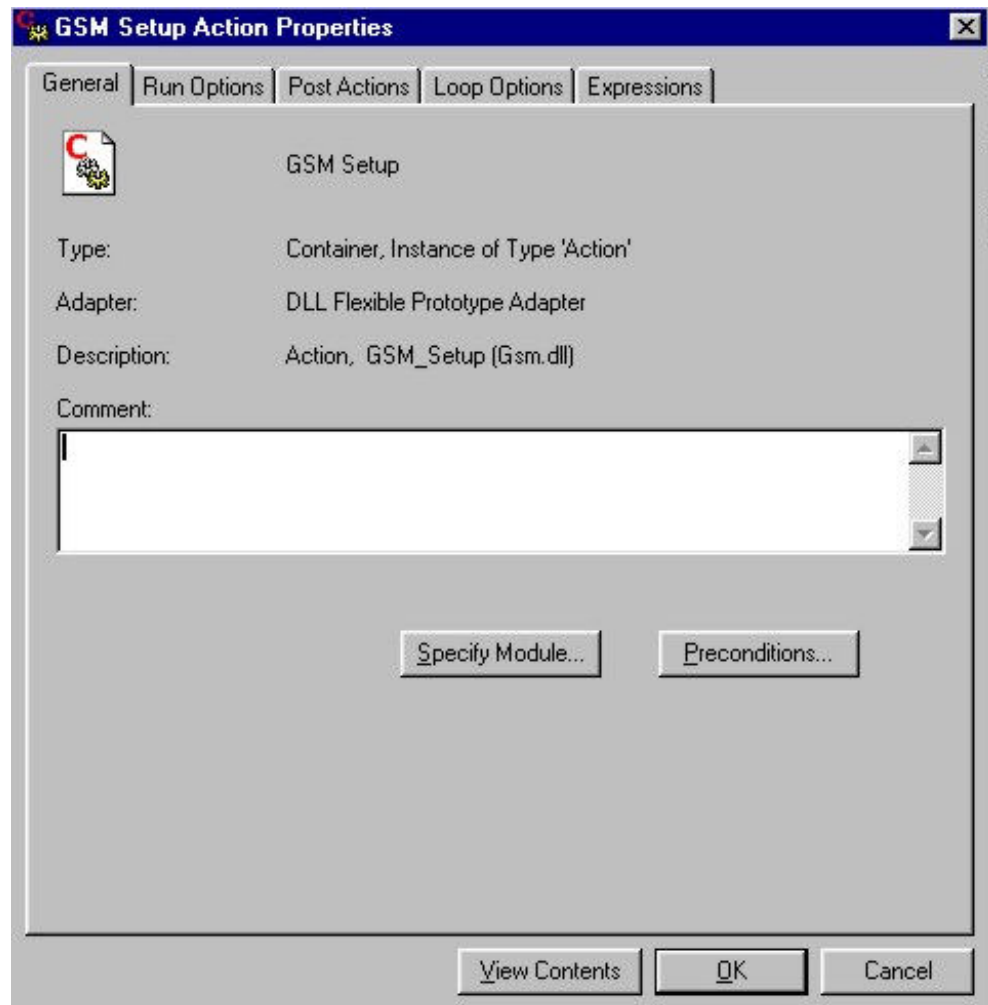 GSM Setup Action Properties
General Run Options Post Actions Loop Options Expressions
C
GSM Setup
Type: Container, Instance of Type 'Action'
Adapter: DLL Flexible Prototype Adapter
Description: Action, GSM_Setup (Gsm.dll)
Comment:
Specify Module... Preconditions...
View Contents OK Cancel